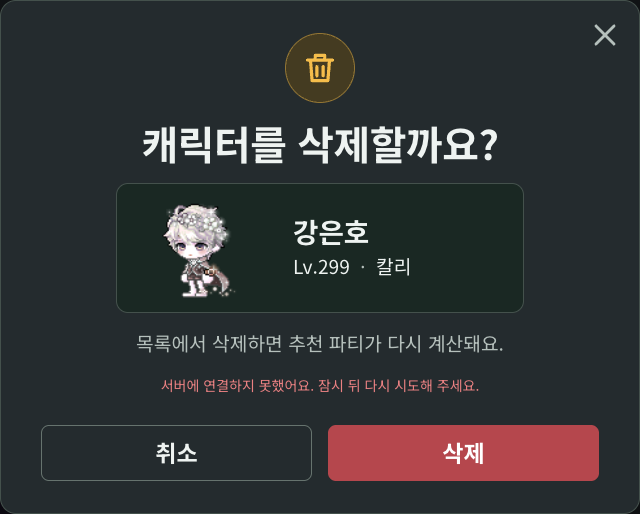 캐릭터를 삭제할까요?
강은호
Lv.299 · 칼리
목록에서 삭제하면 추천 파티가 다시 계산돼요.
서버에 연결하지 못했어요. 잠시 뒤 다시 시도해 주세요.
취소
삭제